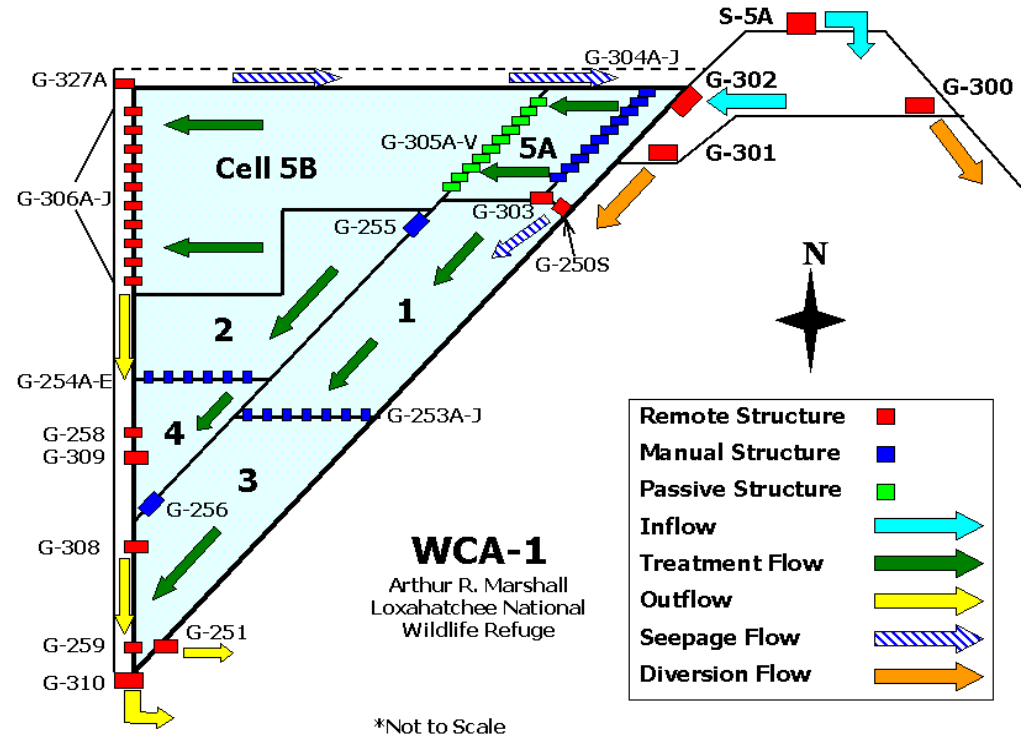 S-5A
G-304A-J
G-327A
G-302
G-300
G-305A-V
5A
G-301
Cell 5B
G-306A-J
G-303
G-255
G-250S
N
1
2
G-254A-E
G-253A-J
4
G-258
G-309
3
G-256
G-308
WCA-1
Arthur R. Marshall
Loxahatchee National
Wildlife Refuge
G-259
G-251
G-310
*Not to Scale
Remote Structure
Manual Structure
Passive Structure
Inflow
Treatment Flow
Outflow
Seepage Flow
Diversion Flow